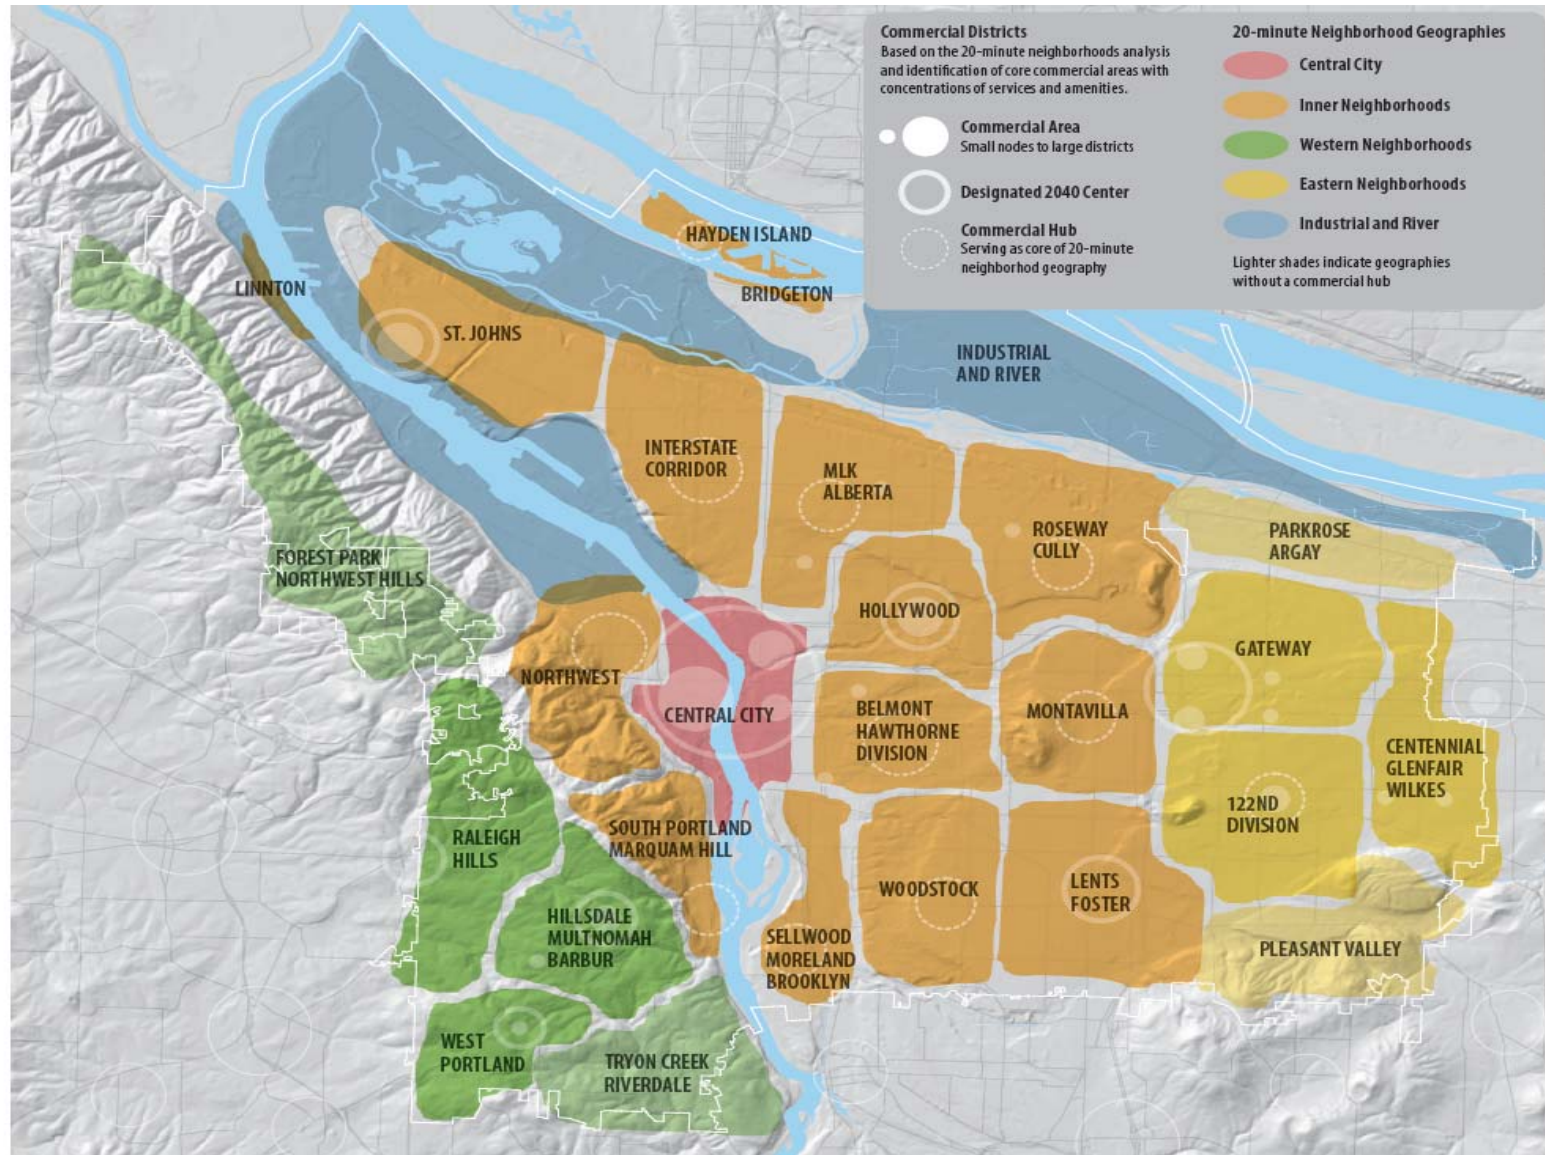 Commercial Districts
Based on the 20-minute neighborhoods analysis
and identification of core commercial areas with
concentrations of services and amenities.
Commercial Area
Small nodes to large districts
Designated 2040 Center
Commercial Hub
Serving as core of 20-minute
neighborhod geography
20-minute Neighborhood Geographies
Central City
Inner Neighborhoods
Western Neighborhoods
Eastern Neighborhoods
Industrial and River
Lighter shades indicate geographies
without a commercial hub
HAYDEN ISLAND
BRIDGETON
LINNTON
ST. JOHNS
INDUSTRIAL
AND RIVER
INTERSTATE
CORRIDOR
MLK
ALBERTA
ROSEWAY
CULLY
PARKROSE
ARGAY
FOREST PARK
NORTHWEST HILLS
HOLLYWOOD
GATEWAY
NORTHWEST
CENTRAL CITY
BELMONT
HAWTHORNE
DIVISION
MONTAVILLA
CENTENNIAL
GLENFAIR
WILKES
122ND
DIVISION
RALEIGH
HILLS
SOUTH PORTLAND
MARQUAM HILL
WOODSTOCK
LENTS
FOSTER
HILLSDALE
MULTNOMAH
BARBUR
SELLWOOD
MORELAND
BROOKLYN
PLEASANT VALLEY
WEST
PORTLAND
TRYON CREEK
RIVERDALE